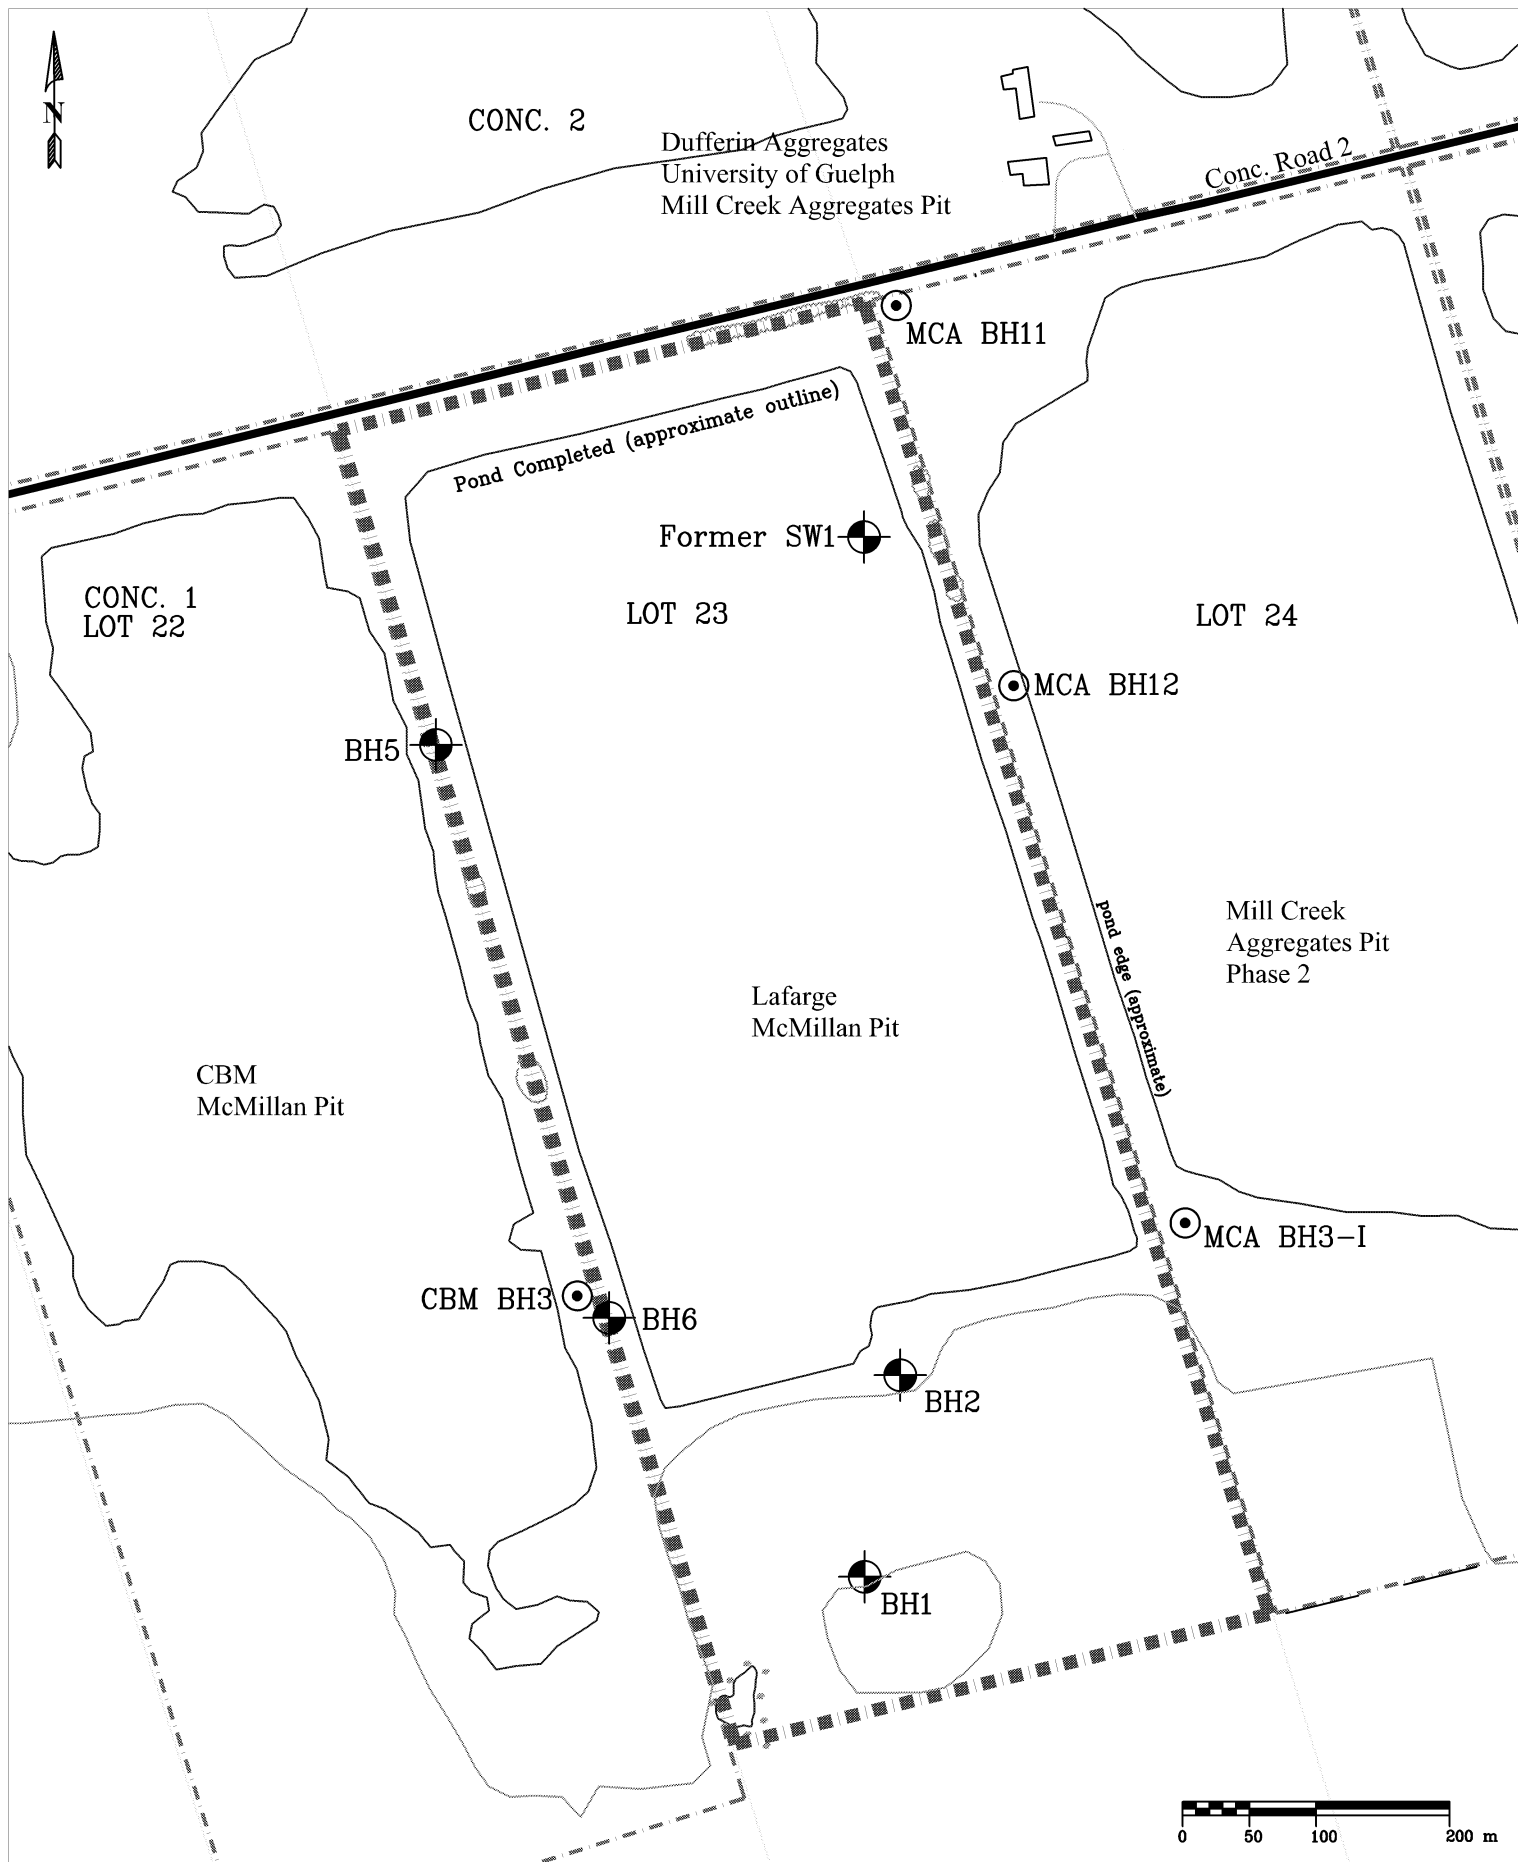 N
CONC. 2
Dufferin Aggregates
University of Guelph
Mill Creek Aggregates Pit
Conc. Road 2
MCA BH11
Pond Completed (approximate outline)
Former SW1
CONC. 1
LOT 22
LOT 23
LOT 24
MCA BH12
BH5
pond edge (approximate)
Mill Creek
Aggregates Pit
Phase 2
Lafarge
McMillan Pit
CBM
McMillan Pit
MCA BH3-I
CBM BH3
BH6
BH2
BH1
0 50 100 200 m